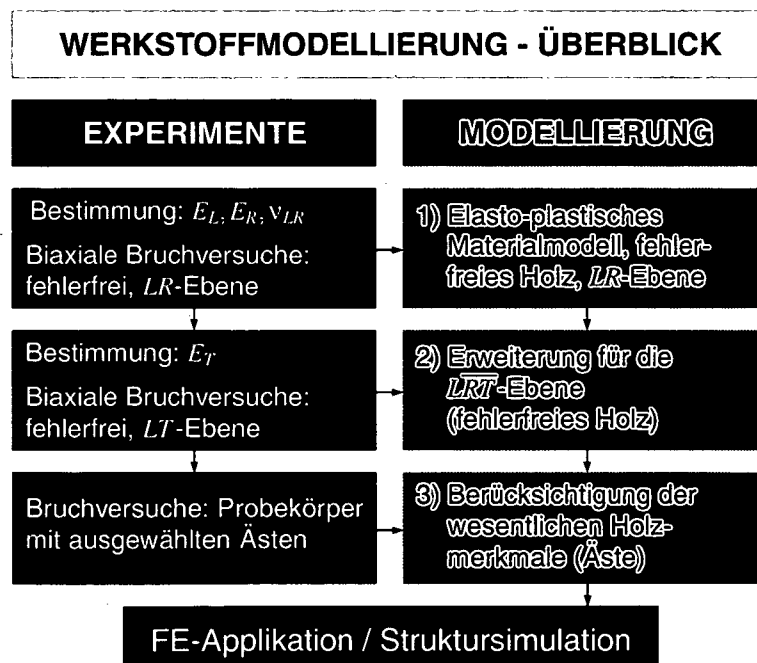 WERKSTOFFMODELLIERUNG - ÜBERBLICK
EXPERIMENTE
MODELLIERUNG
Bestimmung: E_L, E_R, ν_LR
Biaxiale Bruchversuche:
fehlerfrei, LR-Ebene
1) Elasto-plastisches
Materialmodell, fehler-
freies Holz, LR-Ebene
Bestimmung: E_T
Biaxiale Bruchversuche:
fehlerfrei, LT-Ebene
2) Erweiterung für die
LR̅T̅-Ebene
(fehlerfreies Holz)
Bruchversuche: Probekörper
mit ausgewählten Ästen
3) Berücksichtigung der
wesentlichen Holz-
merkmale (Äste)
FE-Applikation / Struktursimulation